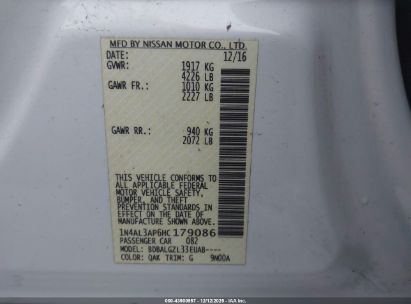 MFD BY NISSAN MOTOR CO., LTD.
DATE: 12/16
GVWR: 1917 KG
4226 LB
GAWR FR.: 1010 KG
2227 LB
GAWR RR.: 940 KG
2072 LB
THIS VEHICLE CONFORMS TO
ALL APPLICABLE FEDERAL
MOTOR VEHICLE SAFETY,
BUMPER, AND THEFT
PREVENTION STANDARDS IN
EFFECT ON THE DATE OF
MANUFACTURE SHOWN ABOVE.
1N4AL3AP6HC179086
PASSENGER CAR 082
MODEL: BDBALGZL33EUAB----
COLOR: QAK TRIM: G 9N00A